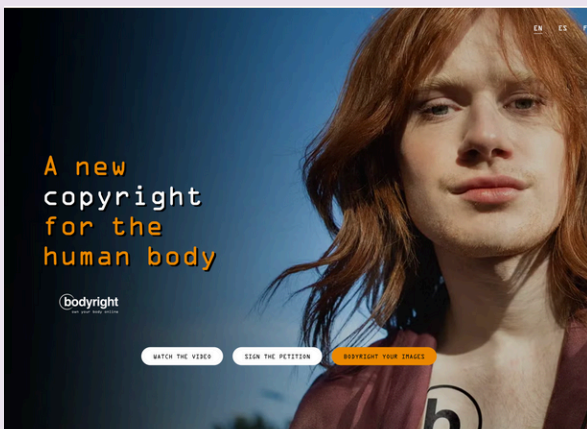 EN ES
A new
copyright
for the
human body
bodyright
own your body online
WATCH THE VIDEO SIGN THE PETITION BODYRIGHT YOUR IMAGES
b